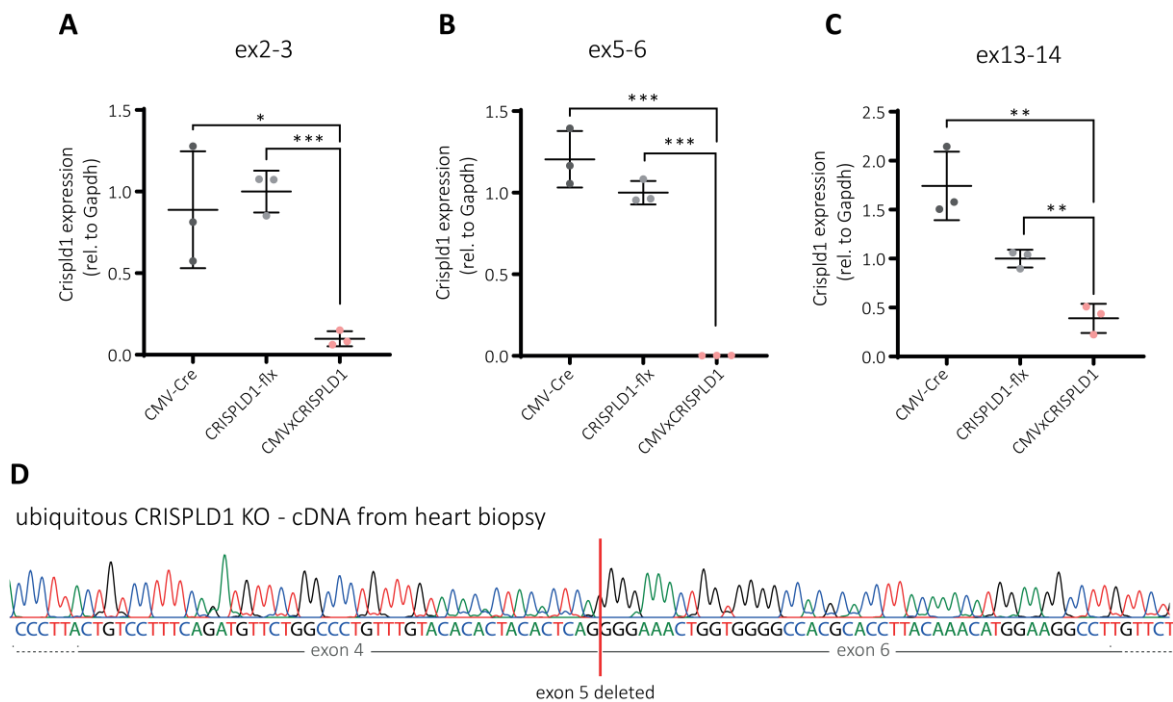 A
ex2-3
Crispld1 expression
(rel. to Gapdh)
1.5
1.0
0.5
0.0
*
***
CMV-Cre
CRISPLD1-flx
CMVxCRISPLD1
B
ex5-6
Crispld1 expression
(rel. to Gapdh)
1.5
1.0
0.5
0.0
***
***
CMV-Cre
CRISPLD1-flx
CMVxCRISPLD1
C
ex13-14
Crispld1 expression
(rel. to Gapdh)
2.5
2.0
1.5
1.0
0.5
0.0
**
**
CMV-Cre
CRISPLD1-flx
CMVxCRISPLD1
D
ubiquitous CRISPLD1 KO - cDNA from heart biopsy
CCCTTACTGTCCTTTCAGATGTTCTGGCCCTGTTTGTACACACTACACTCAGGGGAAACTGGTGGGGCCACGCACCTTACAAACATGGAAGGCCTTGTTCT
exon 4 exon 6
exon 5 deleted